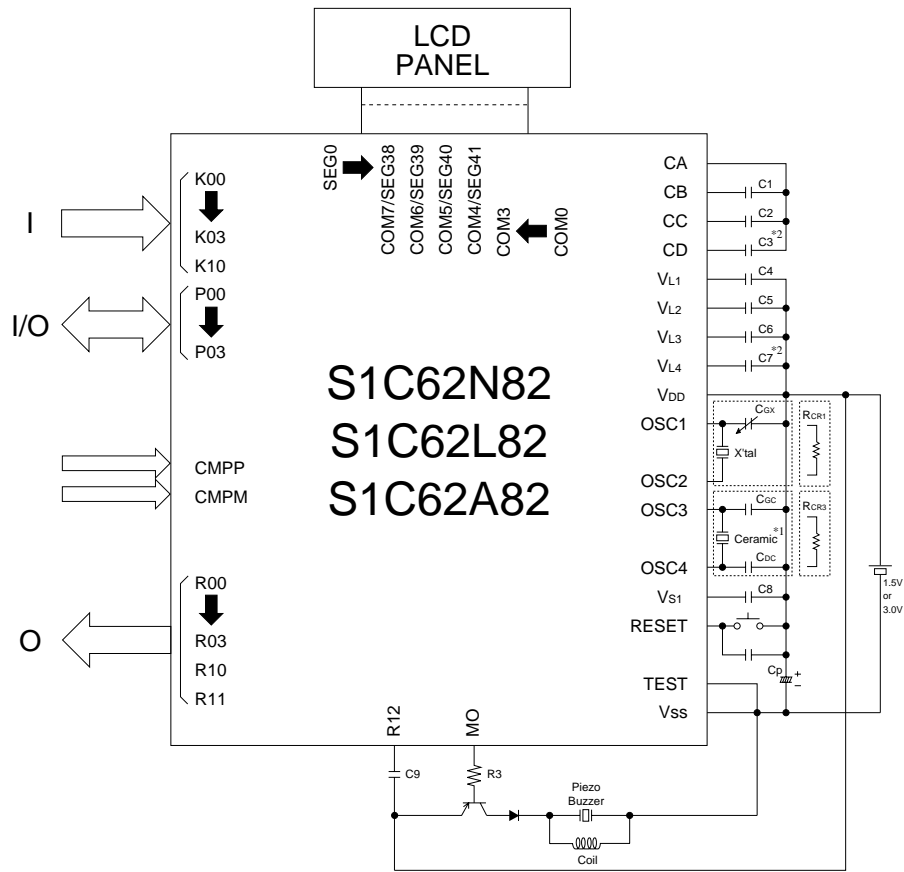 LCD
PANEL
SEG0
COM7/SEG38
COM6/SEG39
COM5/SEG40
COM4/SEG41
COM3
COM0
I
K00
K03
K10
I/O
P00
P03
CMPP
CMPM
O
R00
R03
R10
R11
S1C62N82
S1C62L82
S1C62A82
CA
CB
C1
CC
C2
CD
C3*2
VL1
C4
VL2
C5
VL3
C6
VL4
C7*2
VDD
OSC1
CGX
RCR1
X'tal
OSC2
OSC3
CGC
RCR3
Ceramic*1
OSC4
CDC
VS1
C8
1.5V
or
3.0V
RESET
Cp
+
–
TEST
Vss
R12
MO
C9
R3
Piezo
Buzzer
Coil